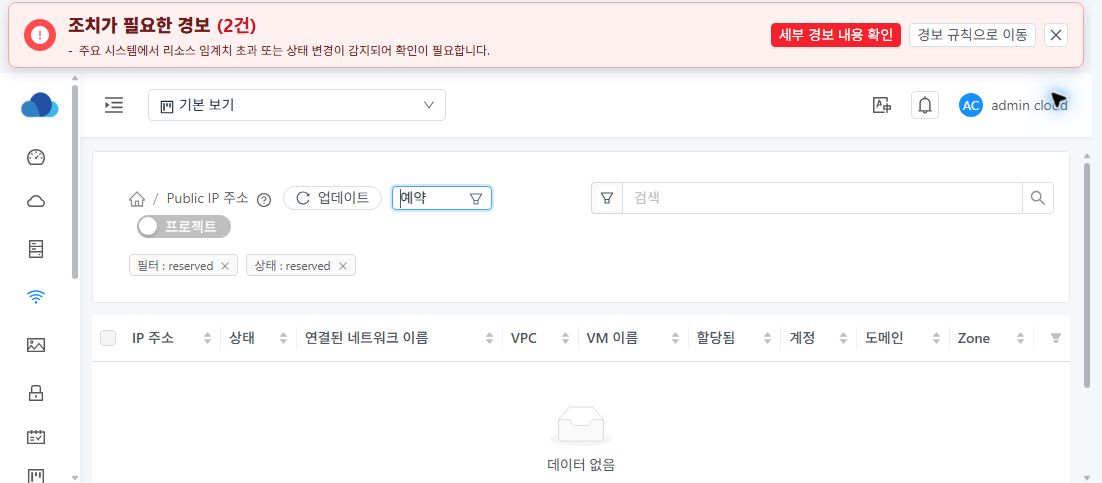 조치가 필요한 경보 (2건)
- 주요 시스템에서 리소스 임계치 초과 또는 상태 변경이 감지되어 확인이 필요합니다.
세부 경보 내용 확인
경보 규칙으로 이동
기본 보기
AC admin cloud
/ Public IP 주소
업데이트
예약
검색
프로젝트
필터 : reserved
상태 : reserved
IP 주소 상태 연결된 네트워크 이름 VPC VM 이름 할당됨 계정 도메인 Zone
데이터 없음